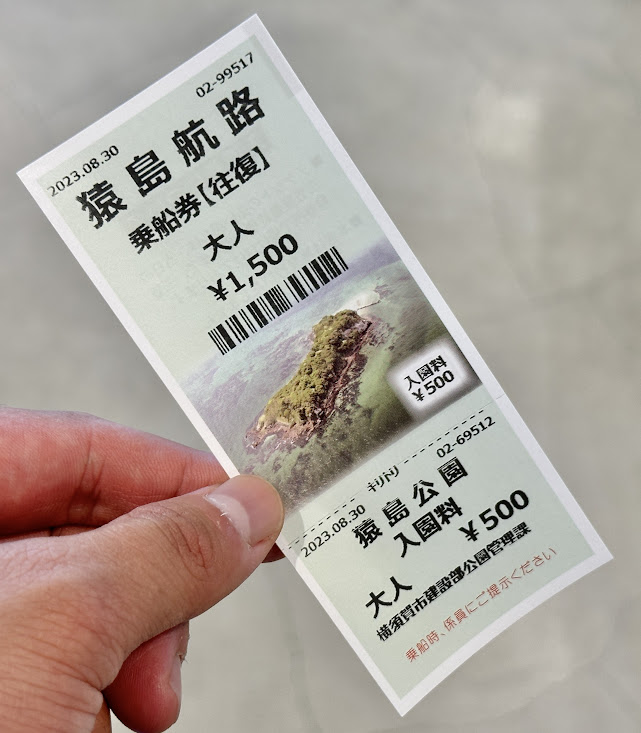 02-99517
2023.08.30
猿島航路
乗船券【往復】
大人
¥1,500
入園料
¥500
キリトリ
02-69512
2023.08.30
猿島公園
入園料
大人 ¥500
横須賀市建設部公園管理課
乗船時、係員にご提示ください